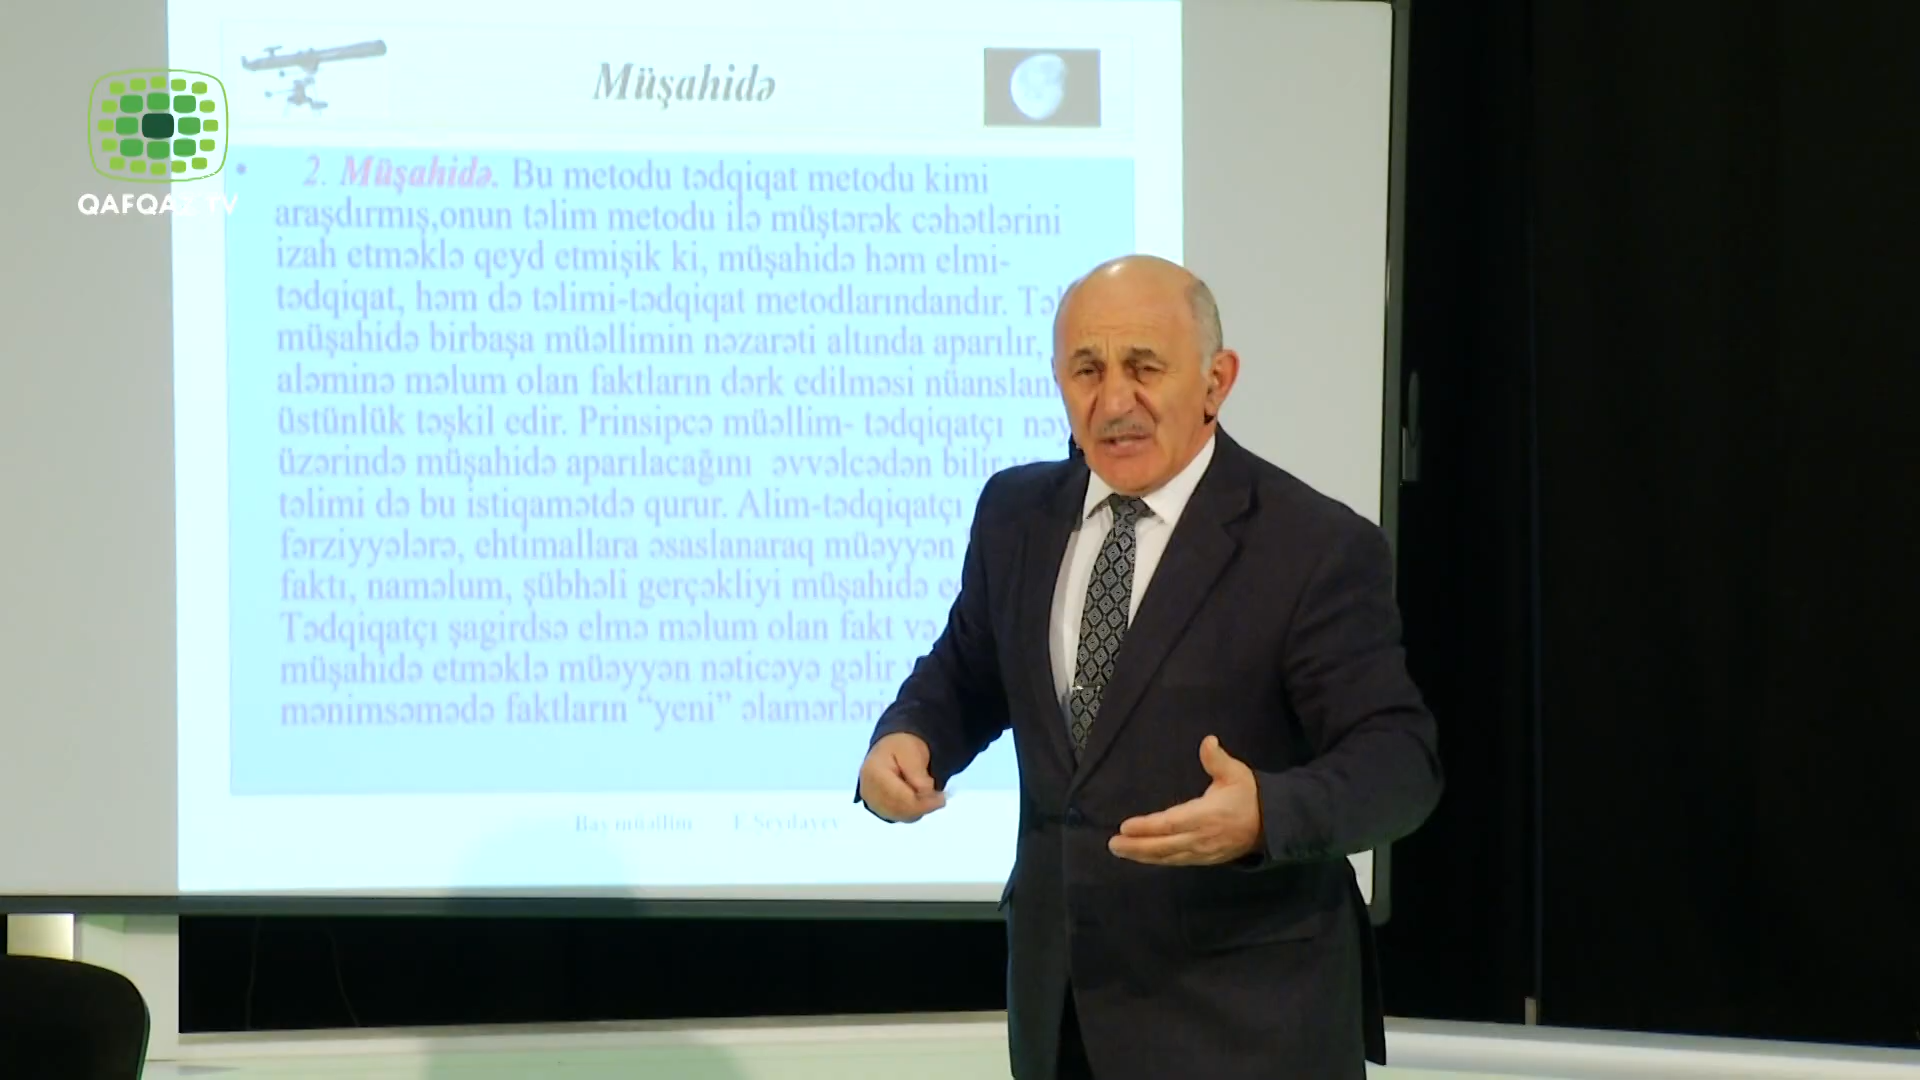 QAFQAZ TV
Müşahidə
2. Müşahidə. Bu metodu tədqiqat metodu kimi
araşdırmış,onun təlim metodu ilə müştərək cəhətlərini
izah etməklə qeyd etmişik ki, müşahidə həm elmi-
tədqiqat, həm də təlimi-tədqiqat metodlarındandır.
müşahidə birbaşa müəllimin nəzarəti altında aparılır,
aləminə məlum olan faktların dərk edilməsi
üstünlük təşkil edir. Prinsipcə müəllim- tədqiqatçı
üzərində müşahidə aparılacağını əvvəlcədən bilir
təlimi də bu istiqamətdə qurur. Alim-tədqiqatçı
fərziyyələrə, ehtimallara əsaslanaraq müəyyən
faktı, naməlum, şübhəli gerçəkliyi müşahidə
Tədqiqatçı şagirdsə elmə məlum olan fakt və
müşahidə etməklə müəyyən nəticəyə gəlir
mənimsəmədə faktların “yeni”